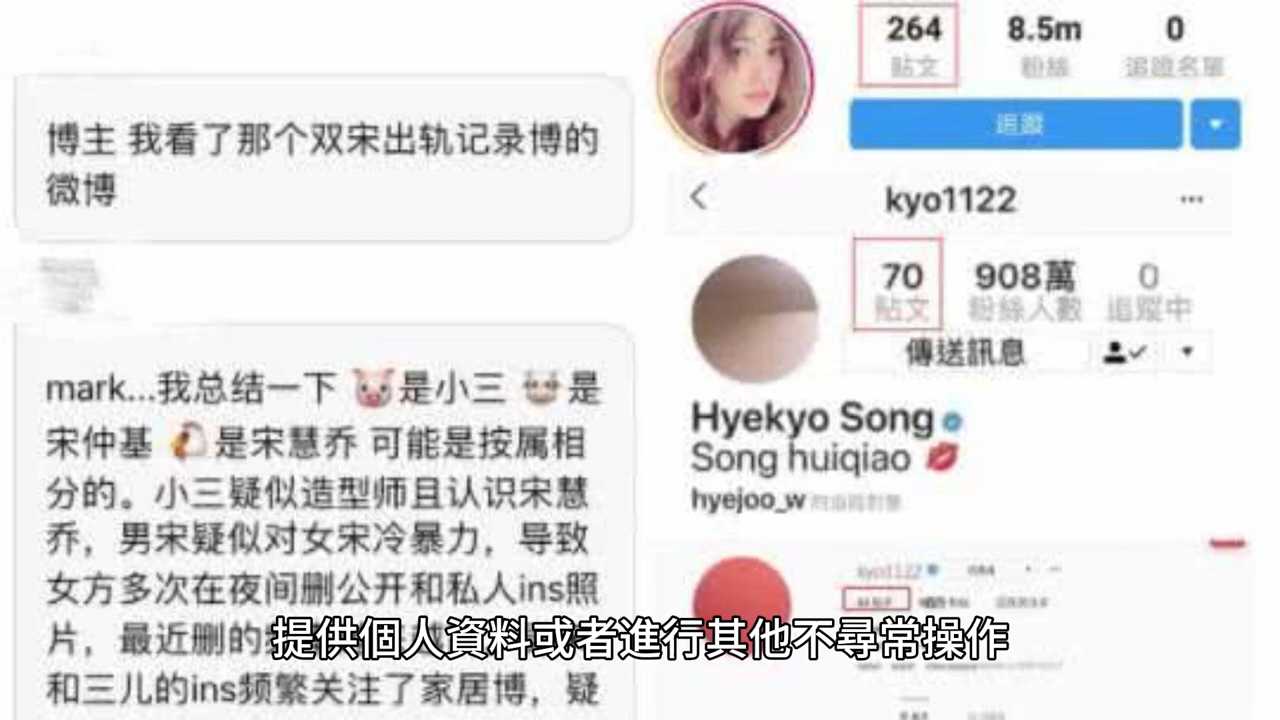 博主 我看了那个双宋出轨记录博的
微博
mark...我总结一下 🐷是小三 🐮是
宋仲基 🐔是宋慧乔 可能是按属相
分的。小三疑似造型师且认识宋慧
乔，男宋疑似对女宋冷暴力，导致
女方多次在夜间删公开和私人ins照
片，最近删的
和三儿的ins频繁关注了家居博，疑
264 8.5m 0
貼文 粉絲 追蹤名單
追蹤
kyo1122
70 908萬 0
貼文 粉絲人數 追蹤中
傳送訊息
Hyekyo Song
Song huiqiao 💋
hyejoo_w
kyo1122
提供個人資料或者進行其他不尋常操作